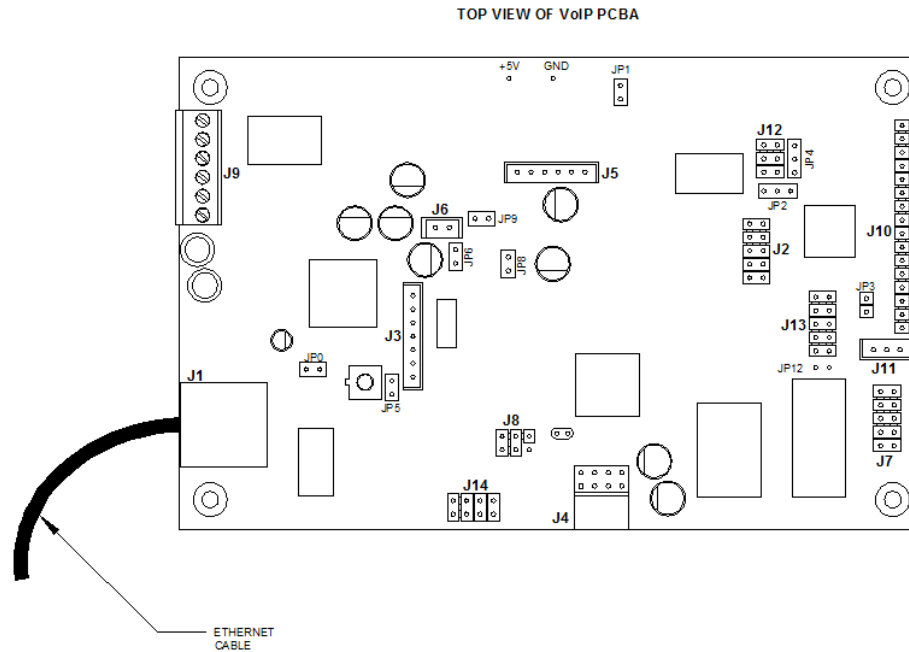 TOP VIEW OF VoIP PCBA
+5V
GND
JP1
J12
JP4
J9
J5
JP2
J6
JP9
J10
J2
JP6
JP8
JP3
J3
J13
JP0
J11
JP12
J1
JP5
J8
J7
J14
J4
ETHERNET
CABLE